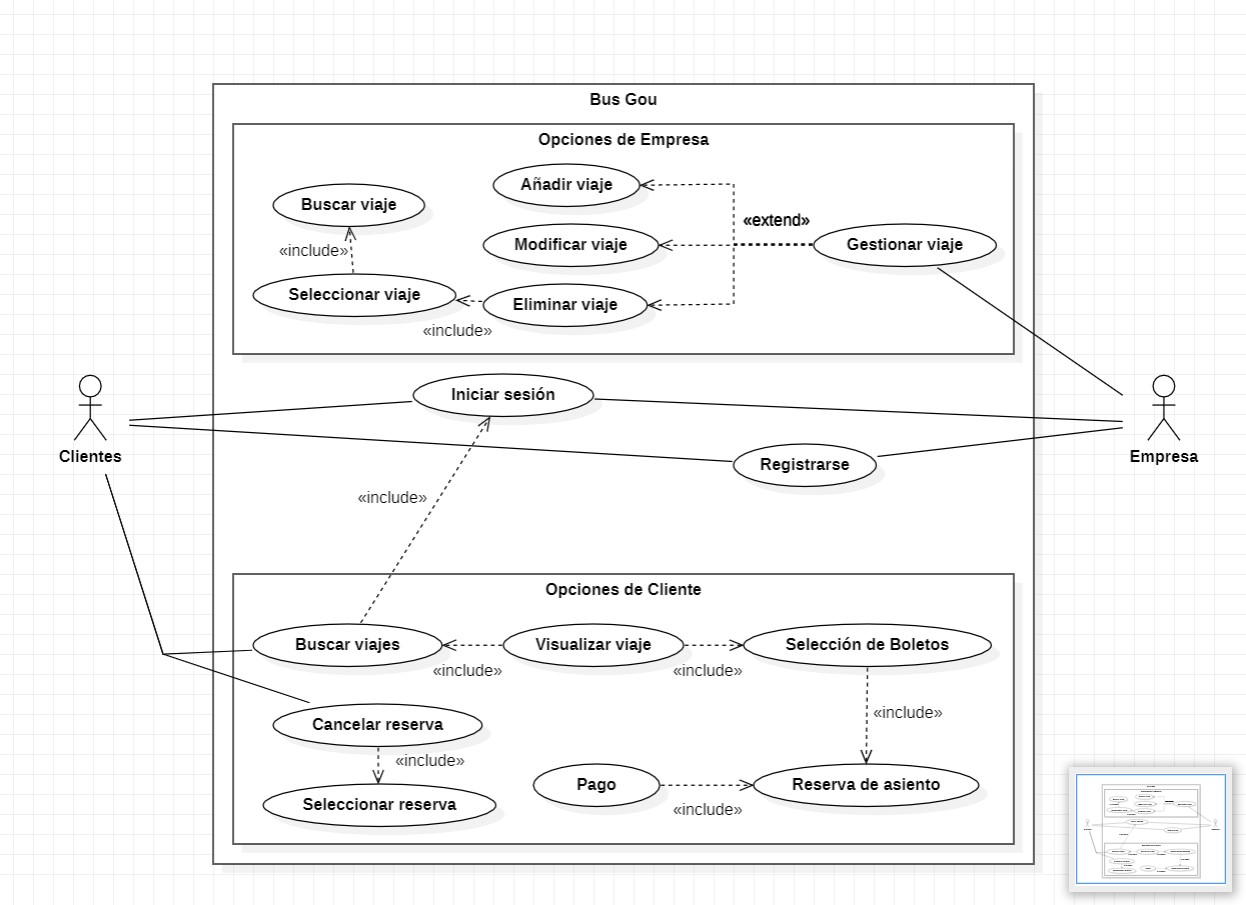 Bus Gou
Opciones de Empresa
Añadir viaje
Buscar viaje
«extend»
Modificar viaje
Gestionar viaje
«include»
Seleccionar viaje
Eliminar viaje
«include»
Iniciar sesión
Clientes
Empresa
Registrarse
«include»
Opciones de Cliente
Buscar viajes
Visualizar viaje
Selección de Boletos
«include»
«include»
«include»
Cancelar reserva
«include»
Pago
Reserva de asiento
Seleccionar reserva
«include»